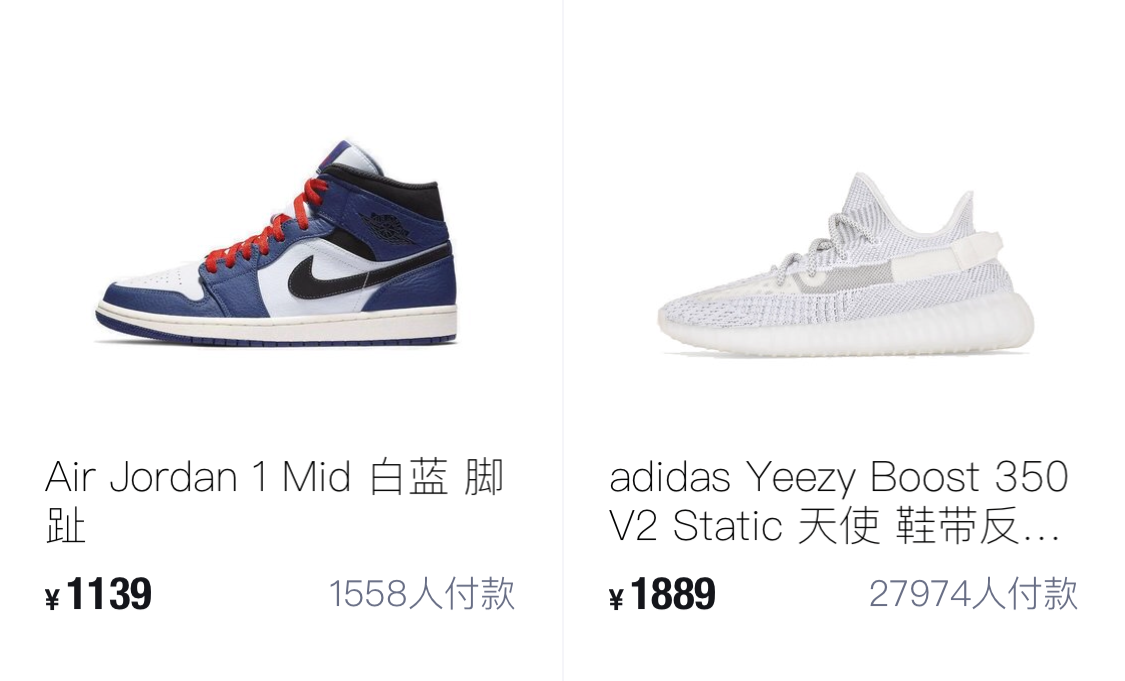 Air Jordan 1 Mid 白蓝 脚
趾
¥1139 1558人付款
adidas Yeezy Boost 350
V2 Static 天使 鞋带反...
¥1889 27974人付款